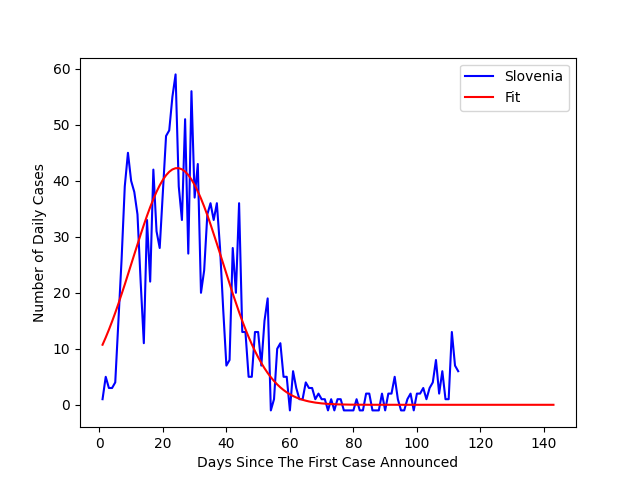 Slovenia
Fit
60
50
40
30
20
10
0
Number of Daily Cases
0 20 40 60 80 100 120 140
Days Since The First Case Announced